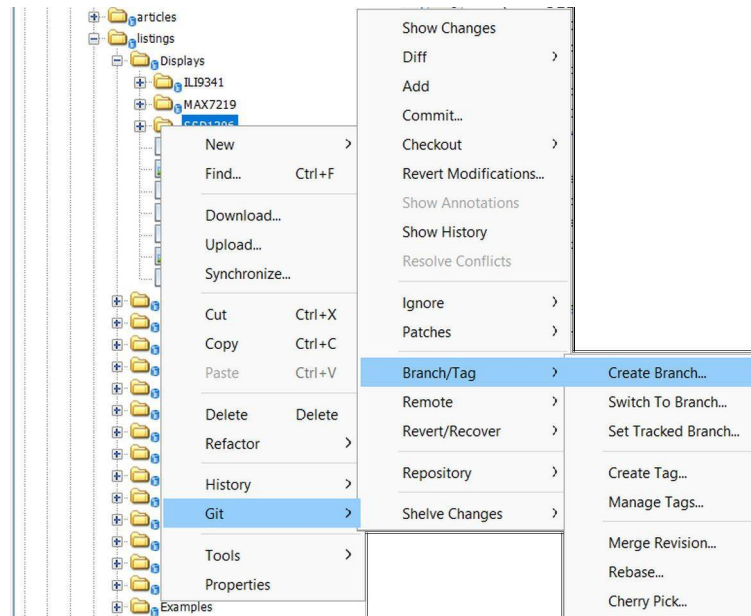 articles
listings
Displays
ILI9341
MAX7219
SSD1306
New
Find... Ctrl+F
Download...
Upload...
Synchronize...
Cut Ctrl+X
Copy Ctrl+C
Paste Ctrl+V
Delete Delete
Refactor
History
Git
Tools
Properties
Examples
Show Changes
Diff
Add
Commit...
Checkout
Revert Modifications...
Show Annotations
Show History
Resolve Conflicts
Ignore
Patches
Branch/Tag
Remote
Revert/Recover
Repository
Shelve Changes
Create Branch...
Switch To Branch...
Set Tracked Branch...
Create Tag...
Manage Tags...
Merge Revision...
Rebase...
Cherry Pick...